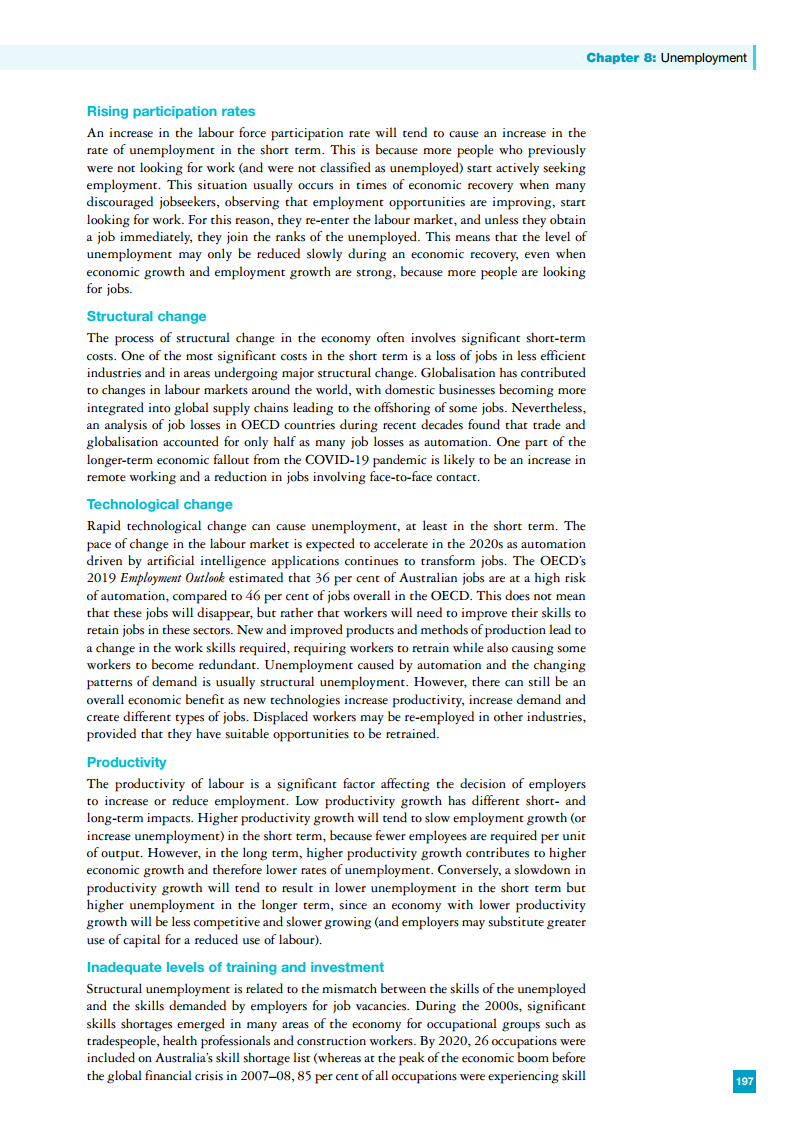 Chapter 8: Unemployment
Rising participation rates
An increase in the labour force participation rate will tend to cause an increase in the
rate of unemployment in the short term. This is because more people who previously
were not looking for work (and were not classified as unemployed) start actively seeking
employment. This situation usually occurs in times of economic recovery when many
discouraged jobseekers, observing that employment opportunities are improving, start
looking for work. For this reason, they re-enter the labour market, and unless they obtain
a job immediately, they join the ranks of the unemployed. This means that the level of
unemployment may only be reduced slowly during an economic recovery, even when
economic growth and employment growth are strong, because more people are looking
for jobs.
Structural change
The process of structural change in the economy often involves significant short-term
costs. One of the most significant costs in the short term is a loss of jobs in less efficient
industries and in areas undergoing major structural change. Globalisation has contributed
to changes in labour markets around the world, with domestic businesses becoming more
integrated into global supply chains leading to the offshoring of some jobs. Nevertheless,
an analysis of job losses in OECD countries during recent decades found that trade and
globalisation accounted for only half as many job losses as automation. One part of the
longer-term economic fallout from the COVID-19 pandemic is likely to be an increase in
remote working and a reduction in jobs involving face-to-face contact.
Technological change
Rapid technological change can cause unemployment, at least in the short term. The
pace of change in the labour market is expected to accelerate in the 2020s as automation
driven by artificial intelligence applications continues to transform jobs. The OECD's
2019 Employment Outlook estimated that 36 per cent of Australian jobs are at a high risk
of automation, compared to 46 per cent of jobs overall in the OECD. This does not mean
that these jobs will disappear, but rather that workers will need to improve their skills to
retain jobs in these sectors. New and improved products and methods of production lead to
a change in the work skills required, requiring workers to retrain while also causing some
workers to become redundant. Unemployment caused by automation and the changing
patterns of demand is usually structural unemployment. However, there can still be an
overall economic benefit as new technologies increase productivity, increase demand and
create different types of jobs. Displaced workers may be re-employed in other industries,
provided that they have suitable opportunities to be retrained.
Productivity
The productivity of labour is a significant factor affecting the decision of employers
to increase or reduce employment. Low productivity growth has different short- and
long-term impacts. Higher productivity growth will tend to slow employment growth (or
increase unemployment) in the short term, because fewer employees are required per unit
of output. However, in the long term, higher productivity growth contributes to higher
economic growth and therefore lower rates of unemployment. Conversely, a slowdown in
productivity growth will tend to result in lower unemployment in the short term but
higher unemployment in the longer term, since an economy with lower productivity
growth will be less competitive and slower growing (and employers may substitute greater
use of capital for a reduced use of labour).
Inadequate levels of training and investment
Structural unemployment is related to the mismatch between the skills of the unemployed
and the skills demanded by employers for job vacancies. During the 2000s, significant
skills shortages emerged in many areas of the economy for occupational groups such as
tradespeople, health professionals and construction workers. By 2020, 26 occupations were
included on Australia's skill shortage list (whereas at the peak of the economic boom before
the global financial crisis in 2007–08, 85 per cent of all occupations were experiencing skill
197